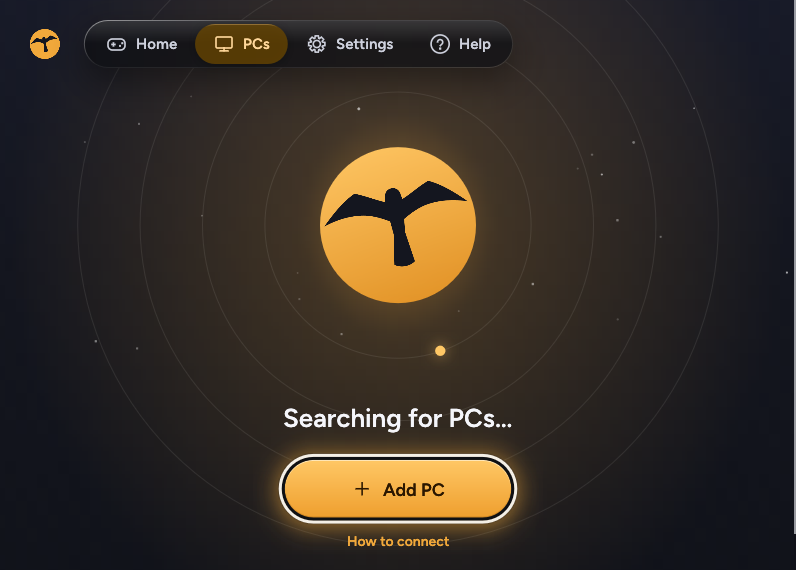 Home
PCs
Settings
Help
Searching for PCs...
Add PC
How to connect